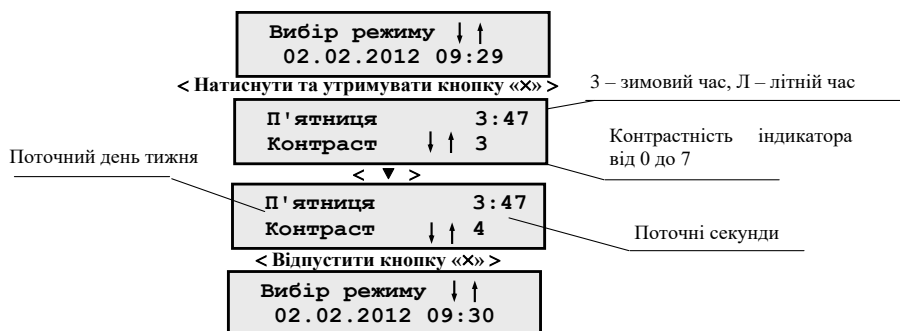 Вибір режиму ↓ ↑
02.02.2012 09:29
< Натиснути та утримувати кнопку «✕» >
З – зимовий час, Л – літній час
П'ятниця З:47
Контраст ↓ ↑ 3
Контрастність індикатора
від 0 до 7
Поточний день тижня
< ▼ >
П'ятниця З:47
Контраст ↓ ↑ 4
Поточні секунди
< Відпустити кнопку «✕» >
Вибір режиму ↓ ↑
02.02.2012 09:30